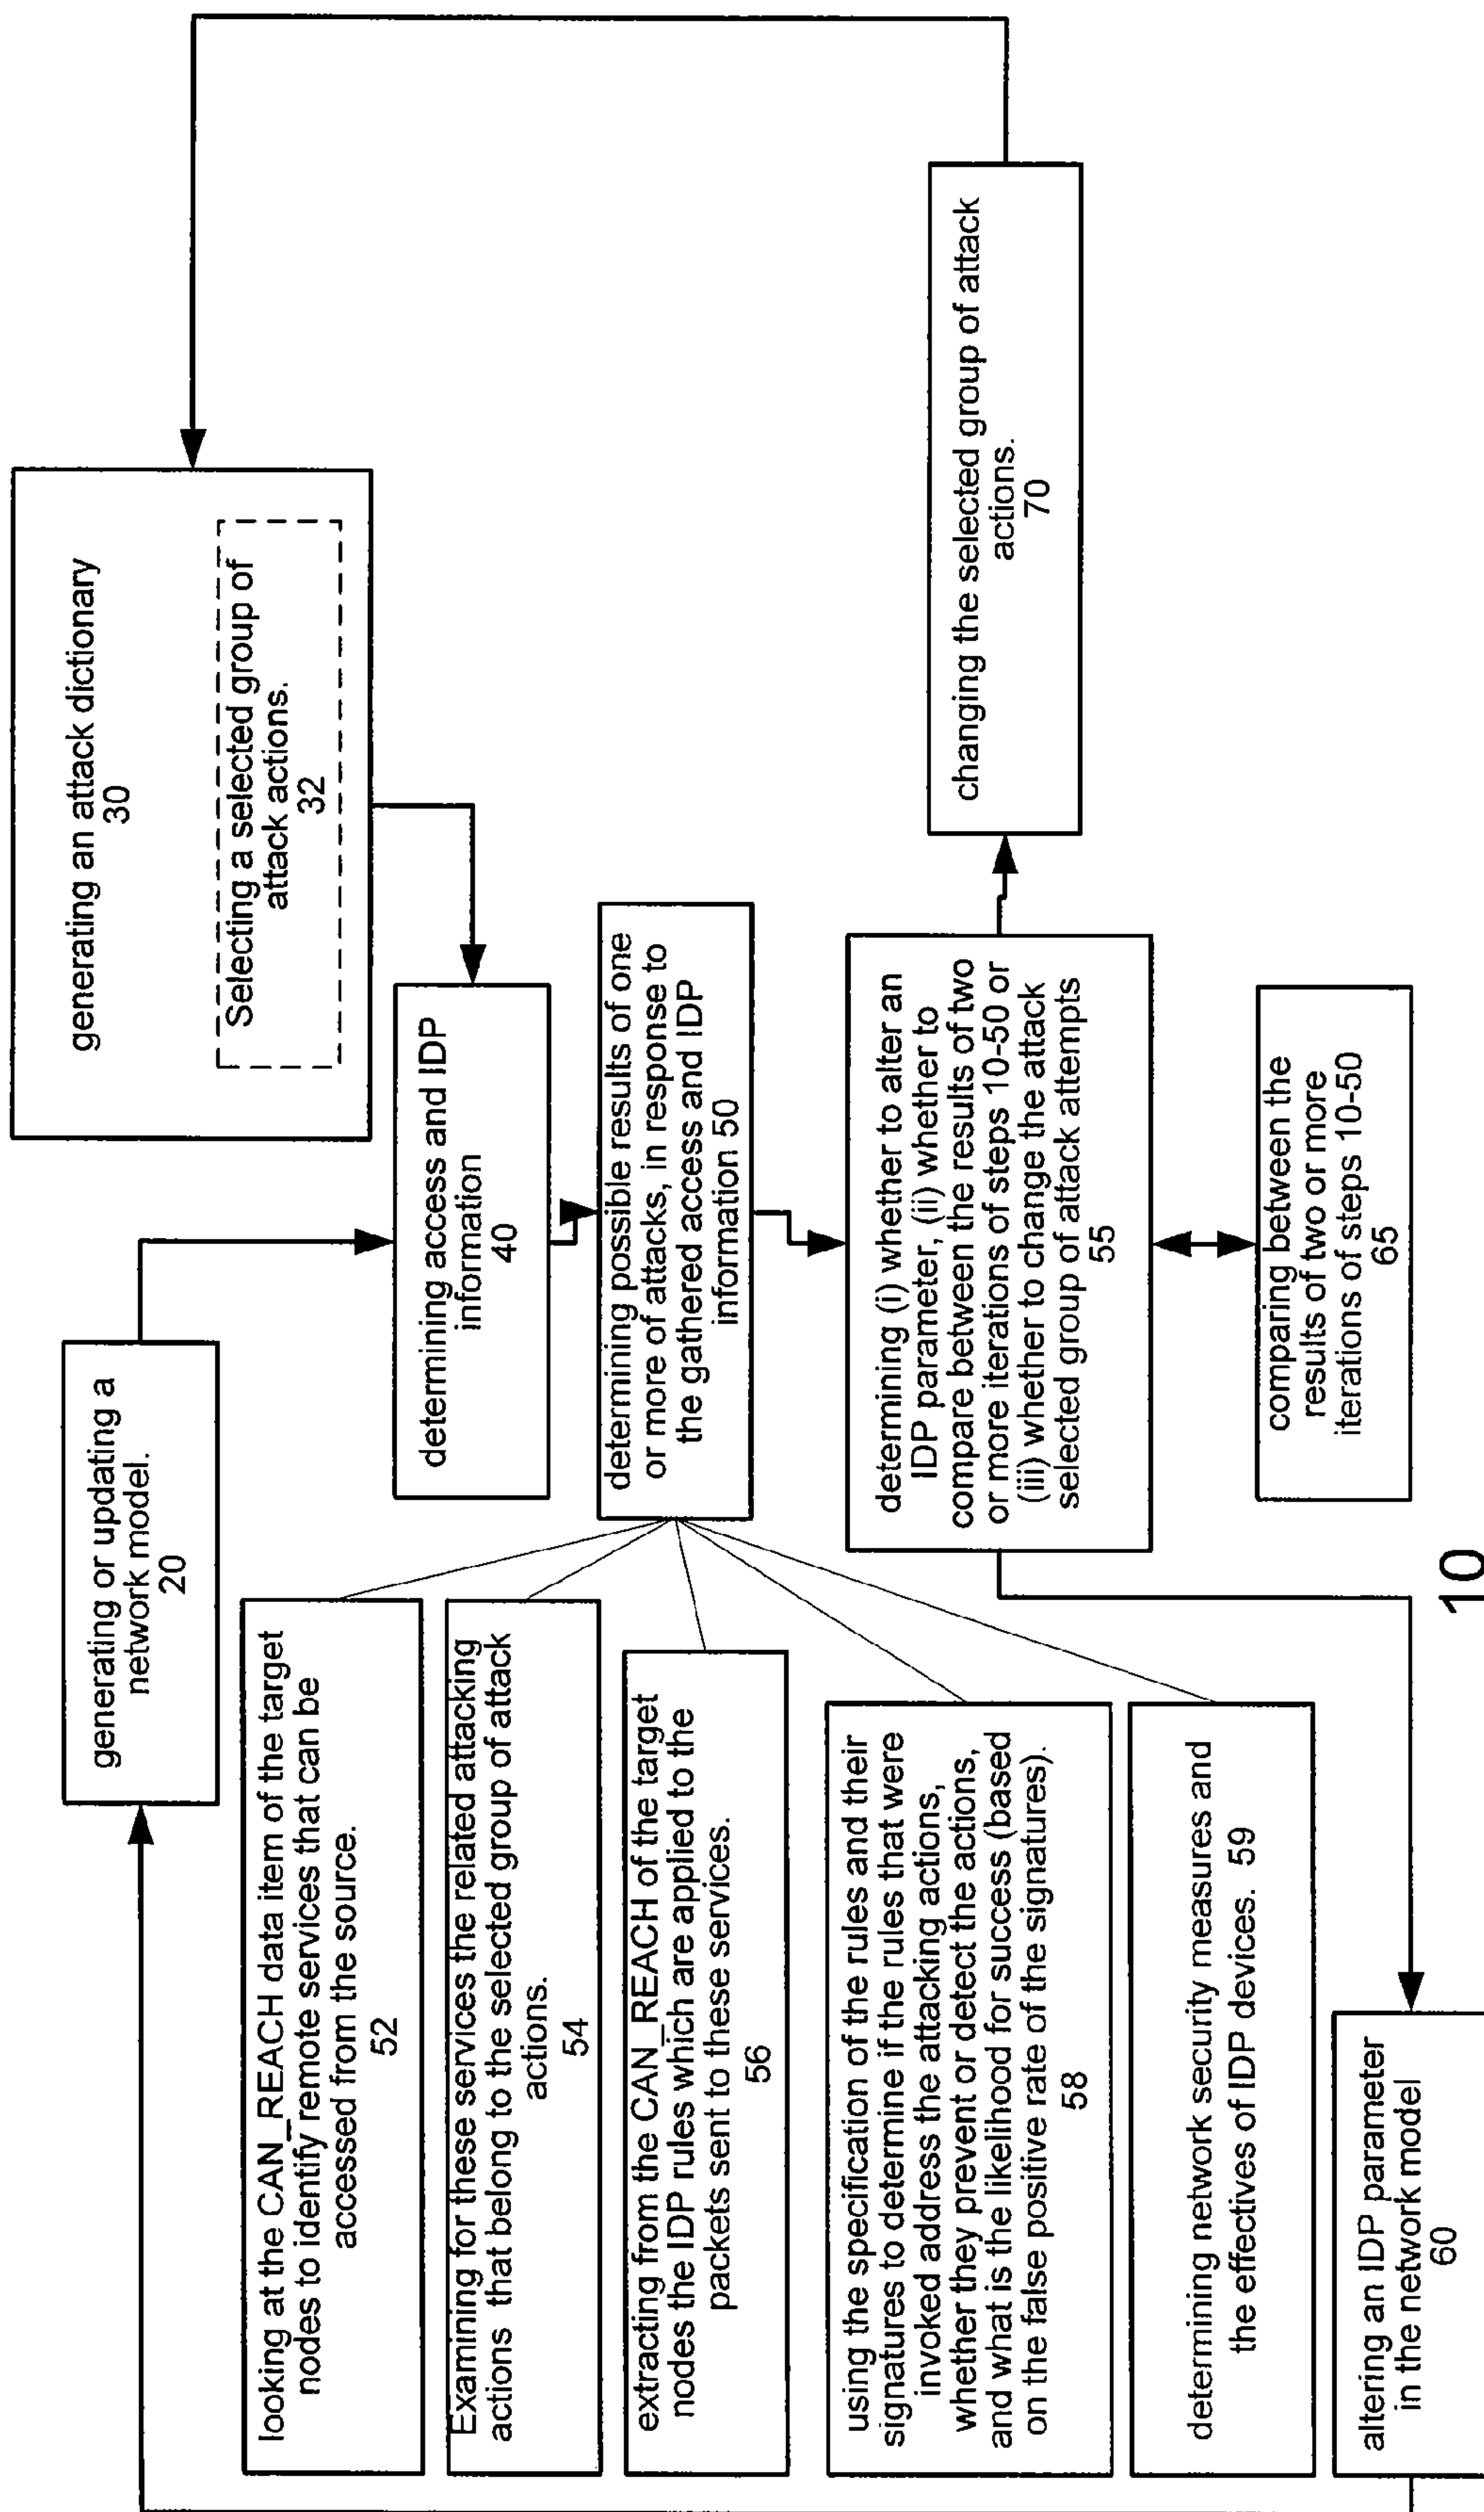 generating or updating a
network model.
20
generating an attack dictionary
30
Selecting a selected group of
attack actions.
32
determining access and IDP
information
40
determining possible results of one
or more of attacks, in response to
the gathered access and IDP
information 50
looking at the CAN_REACH data item of the target
nodes to identify remote services that can be
accessed from the source.
52
Examining for these services the related attacking
actions that belong to the selected group of attack
actions.
54
extracting from the CAN_REACH of the target
nodes the IDP rules which are applied to the
packets sent to these services.
56
using the specification of the rules and their
signatures to determine if the rules that were
invoked address the attacking actions,
whether they prevent or detect the actions,
and what is the likelihood for success (based
on the false positive rate of the signatures).
58
determining network security measures and
the effectives of IDP devices. 59
determining (i) whether to alter an
IDP parameter, (ii) whether to
compare between the results of two
or more iterations of steps 10-50 or
(iii) whether to change the attack
selected group of attack attempts
55
changing the selected group of attack
actions.
70
comparing between the
results of two or more
iterations of steps 10-50
65
altering an IDP parameter
in the network model
60
10